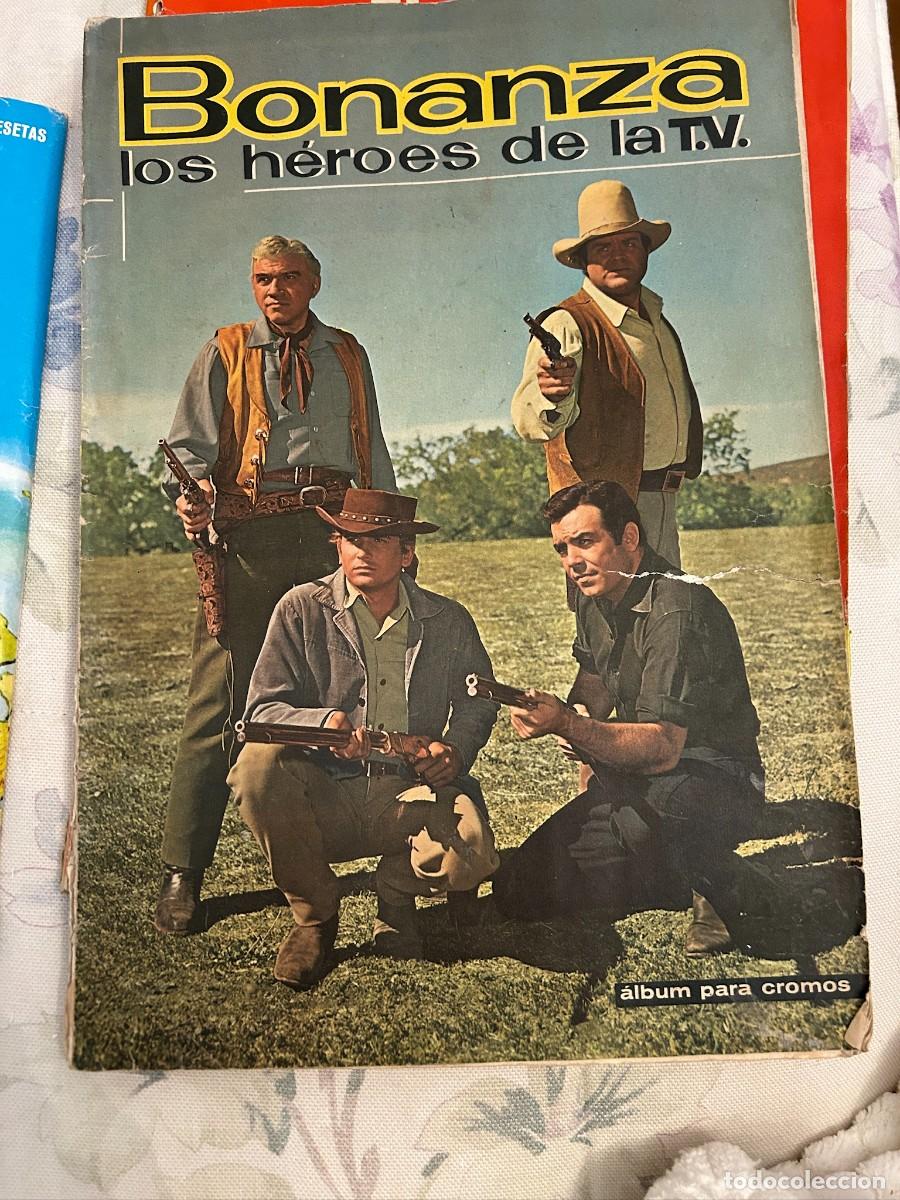 Bonanza
los héroes de la T.V.
ESETAS
álbum para cromos
todocoleccion